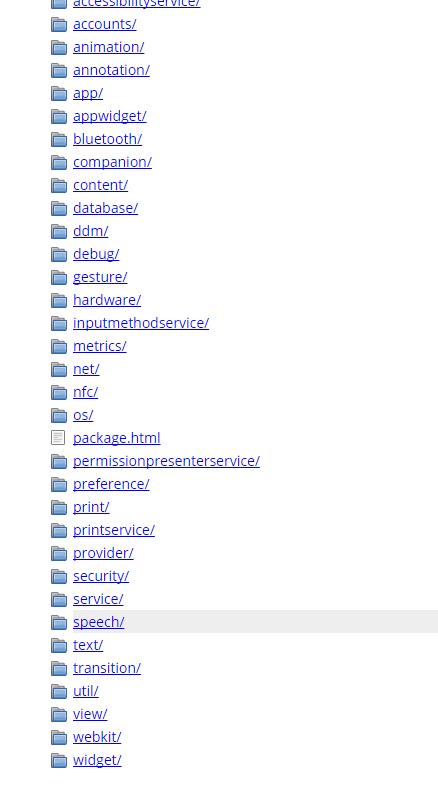 accessibilityservice/
accounts/
animation/
annotation/
app/
appwidget/
bluetooth/
companion/
content/
database/
ddm/
debug/
gesture/
hardware/
inputmethodservice/
metrics/
net/
nfc/
os/
package.html
permissionpresenterservice/
preference/
print/
printservice/
provider/
security/
service/
speech/
text/
transition/
util/
view/
webkit/
widget/